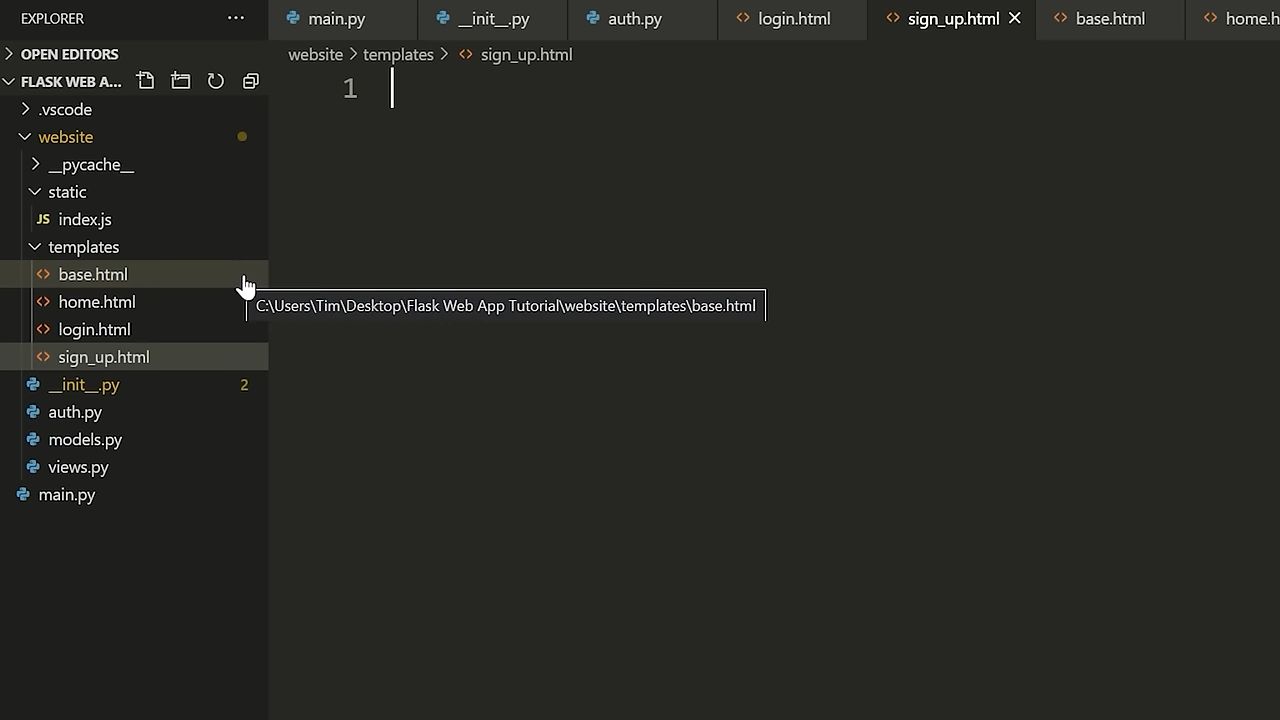 EXPLORER ···
main.py __init__.py auth.py login.html sign_up.html base.html home.h
OPEN EDITORS
website > templates > sign_up.html
FLASK WEB A...
1
.vscode
website
__pycache__
static
JS index.js
templates
base.html
C:\Users\Tim\Desktop\Flask Web App Tutorial\website\templates\base.html
home.html
login.html
sign_up.html
__init__.py 2
auth.py
models.py
views.py
main.py